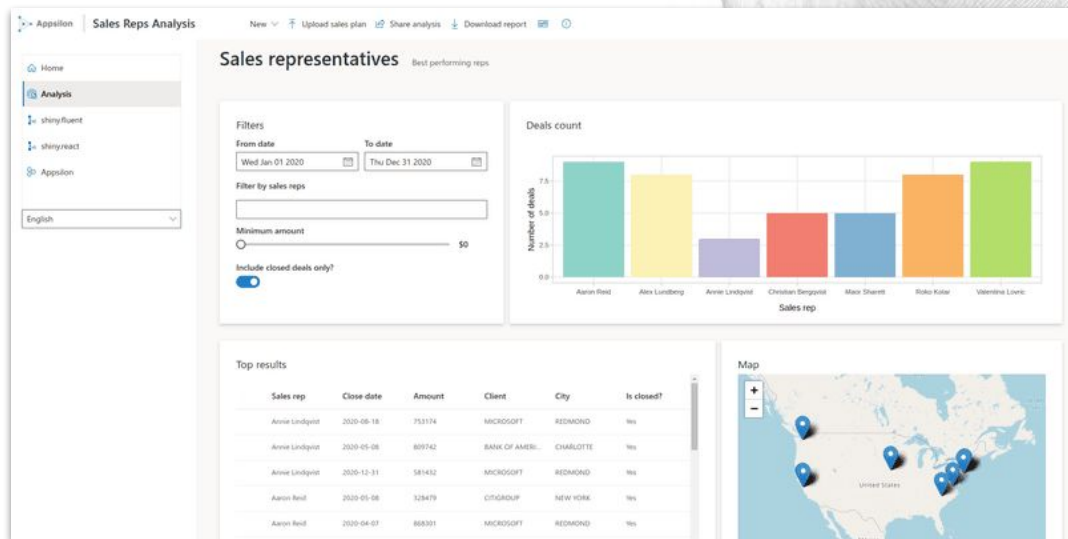 Appsilon
Sales Reps Analysis
New
Upload sales plan
Share analysis
Download report
Home
Analysis
shiny.fluent
shiny.react
Appsilon
English
Sales representatives
Best performing reps
Filters
From date
To date
Wed Jan 01 2020
Thu Dec 31 2020
Filter by sales reps
Minimum amount
$0
Include closed deals only?
Deals count
Number of deals
7.5
5.0
2.5
0.0
Aaron Reid
Alex Lundberg
Annie Lindqvist
Christian Bergqvist
Maor Sharett
Roko Kolar
Valentina Lovric
Sales rep
Top results
Sales rep Close date Amount Client City Is closed?
Annie Lindqvist 2020-08-18 753174 MICROSOFT REDMOND Yes
Annie Lindqvist 2020-05-08 809742 BANK OF AMERI... CHARLOTTE Yes
Annie Lindqvist 2020-12-31 581432 MICROSOFT REDMOND Yes
Aaron Reid 2020-05-08 328479 CITIGROUP NEW YORK Yes
Aaron Reid 2020-04-07 868301 MICROSOFT REDMOND Yes
Map
+
−
United States